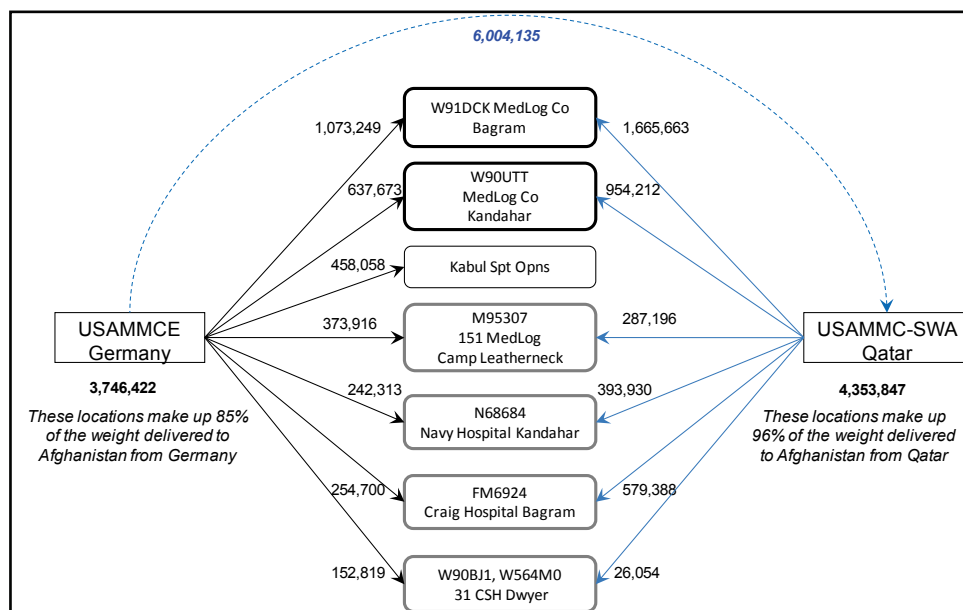 6,004,135
W91DCK MedLog Co
Bagram
1,073,249
1,665,663
W90UTT
MedLog Co
Kandahar
637,673
954,212
458,058
Kabul Spt Opns
USAMMCE
Germany
3,746,422
These locations make up 85%
of the weight delivered to
Afghanistan from Germany
373,916
M95307
151 MedLog
Camp Leatherneck
287,196
USAMMC-SWA
Qatar
4,353,847
These locations make up
96% of the weight delivered
to Afghanistan from Qatar
242,313
N68684
Navy Hospital Kandahar
393,930
254,700
FM6924
Craig Hospital Bagram
579,388
152,819
W90BJ1, W564M0
31 CSH Dwyer
26,054